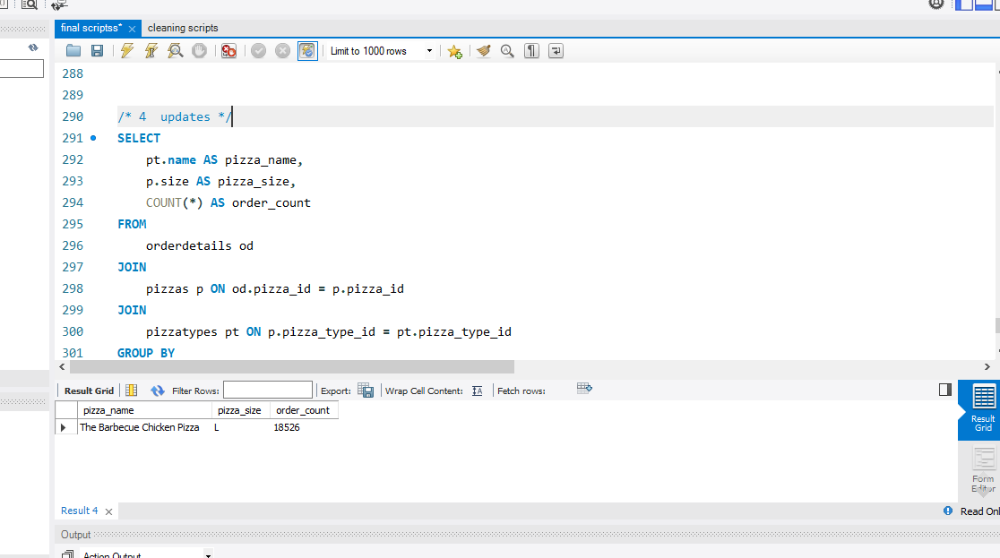 final scriptss* × cleaning scripts
Limit to 1000 rows
288
289
290 /* 4  updates */
291 SELECT
292 pt.name AS pizza_name,
293 p.size AS pizza_size,
294 COUNT(*) AS order_count
295 FROM
296 orderdetails od
297 JOIN
298 pizzas p ON od.pizza_id = p.pizza_id
299 JOIN
300 pizzatypes pt ON p.pizza_type_id = pt.pizza_type_id
301 GROUP BY
Result Grid Filter Rows: Export: Wrap Cell Content: IA Fetch rows:
pizza_name pizza_size order_count
The Barbecue Chicken Pizza L 18526
Result
Grid
Form
Editor
Result 4 ×
Read Onl
Output
Action Output